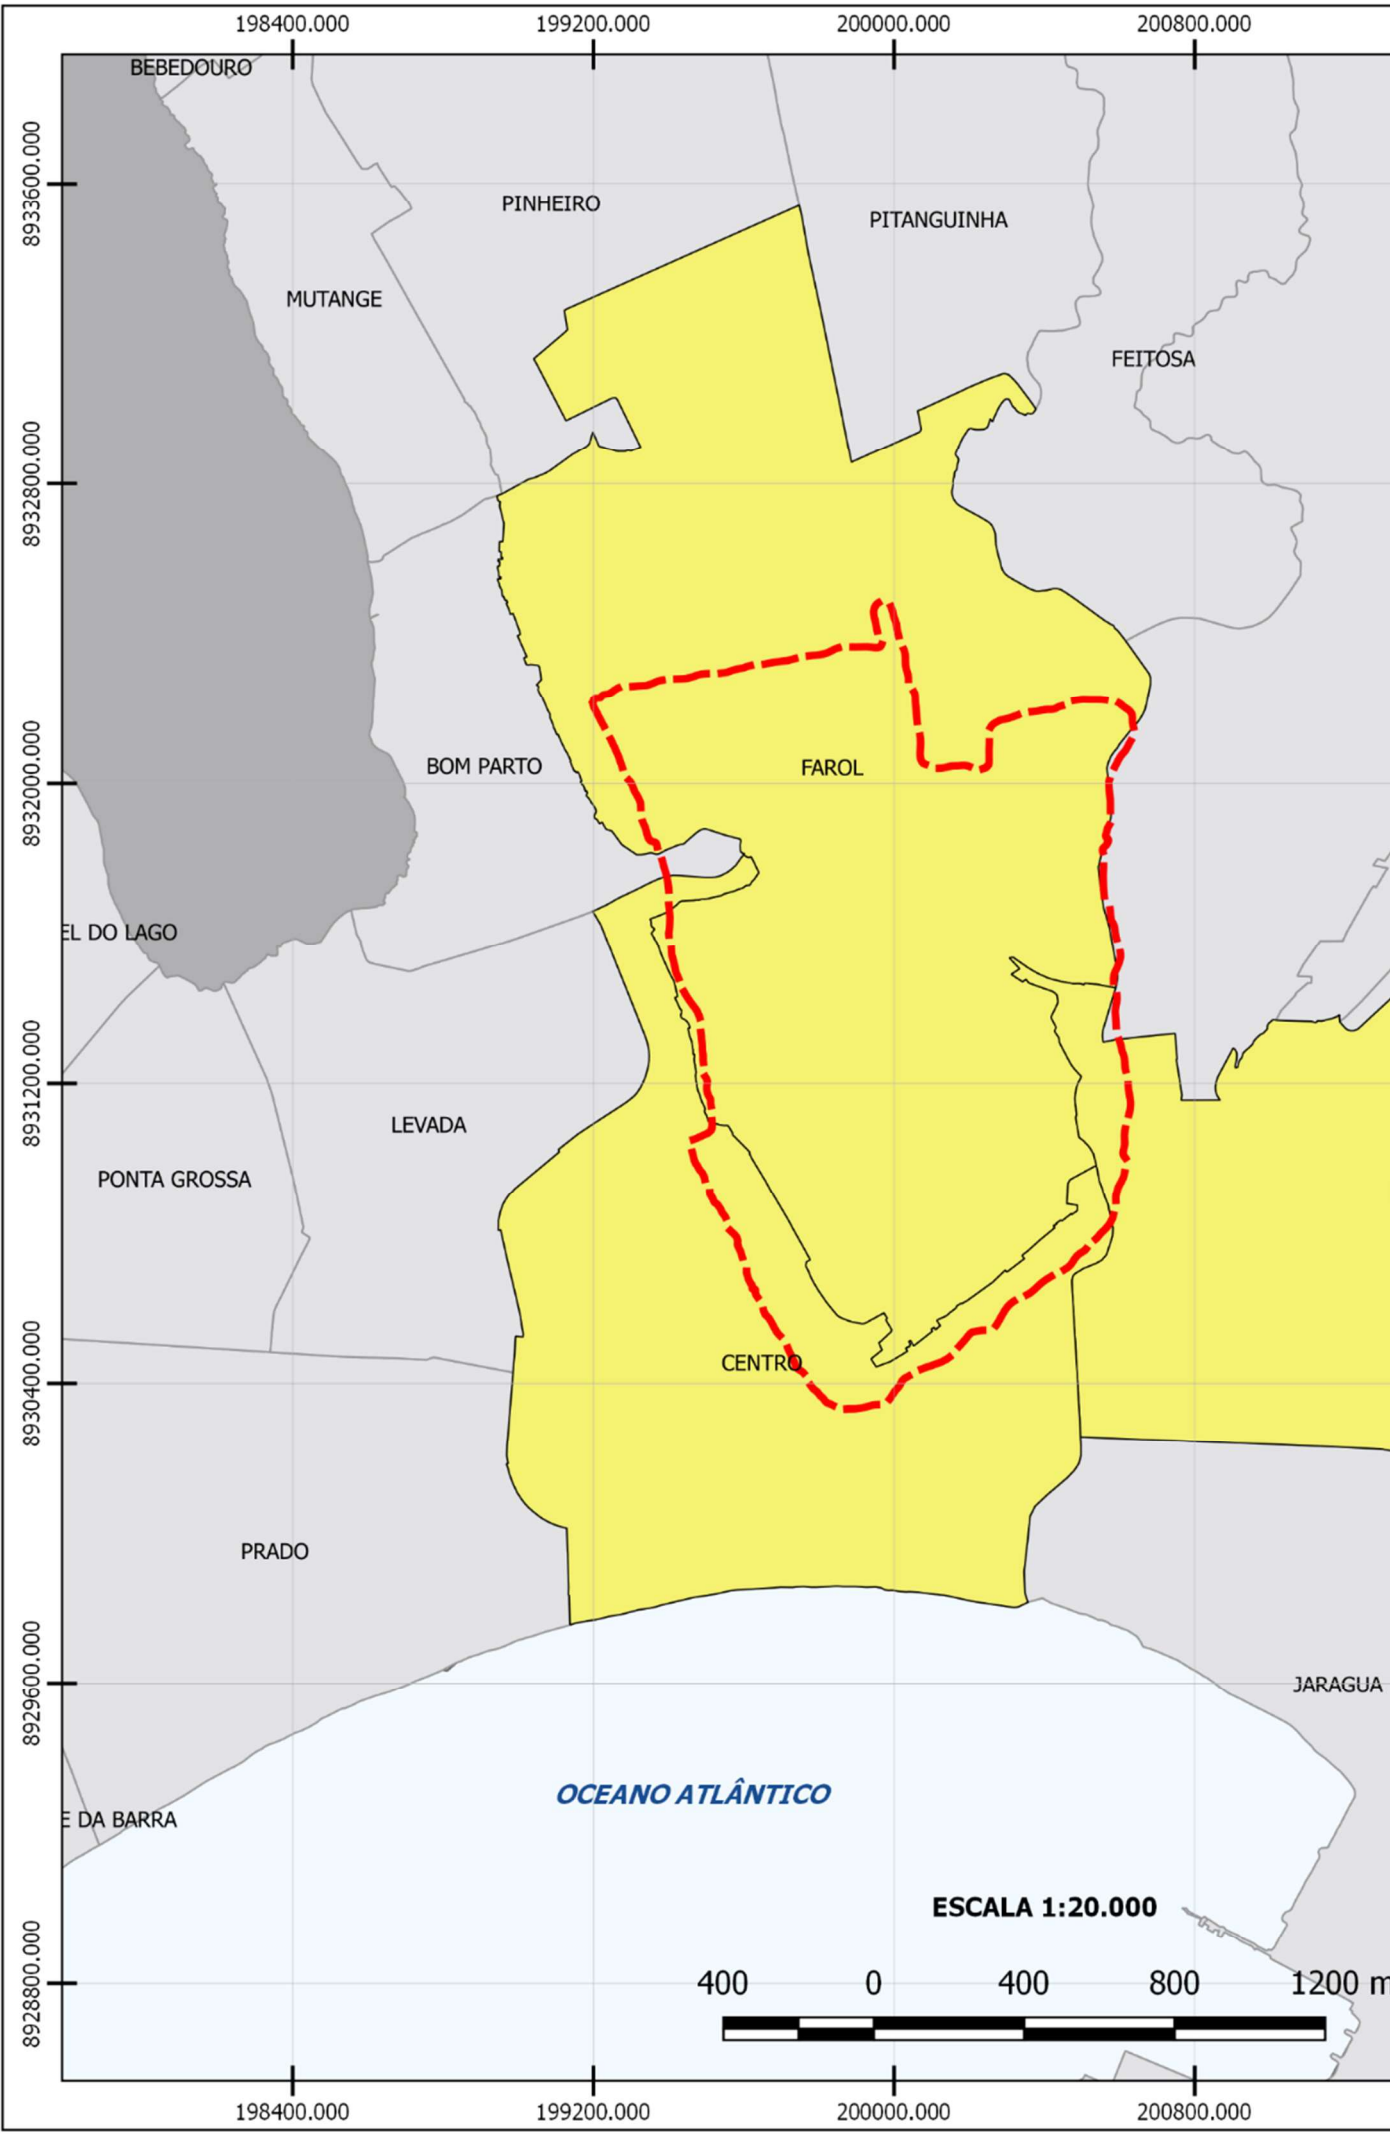 198400.000 199200.000 200000.000 200800.000
BEBEDOURO
8933600.000
PINHEIRO
PITANGUINHA
MUTANGE
FEITOSA
8932800.000
BOM PARTO
FAROL
8932000.000
EL DO LAGO
8931200.000
LEVADA
PONTA GROSSA
CENTRO
8930400.000
PRADO
8929600.000
JARAGUA
OCEANO ATLÂNTICO
E DA BARRA
ESCALA 1:20.000
8928800.000
400 0 400 800 1200 m
198400.000 199200.000 200000.000 200800.000